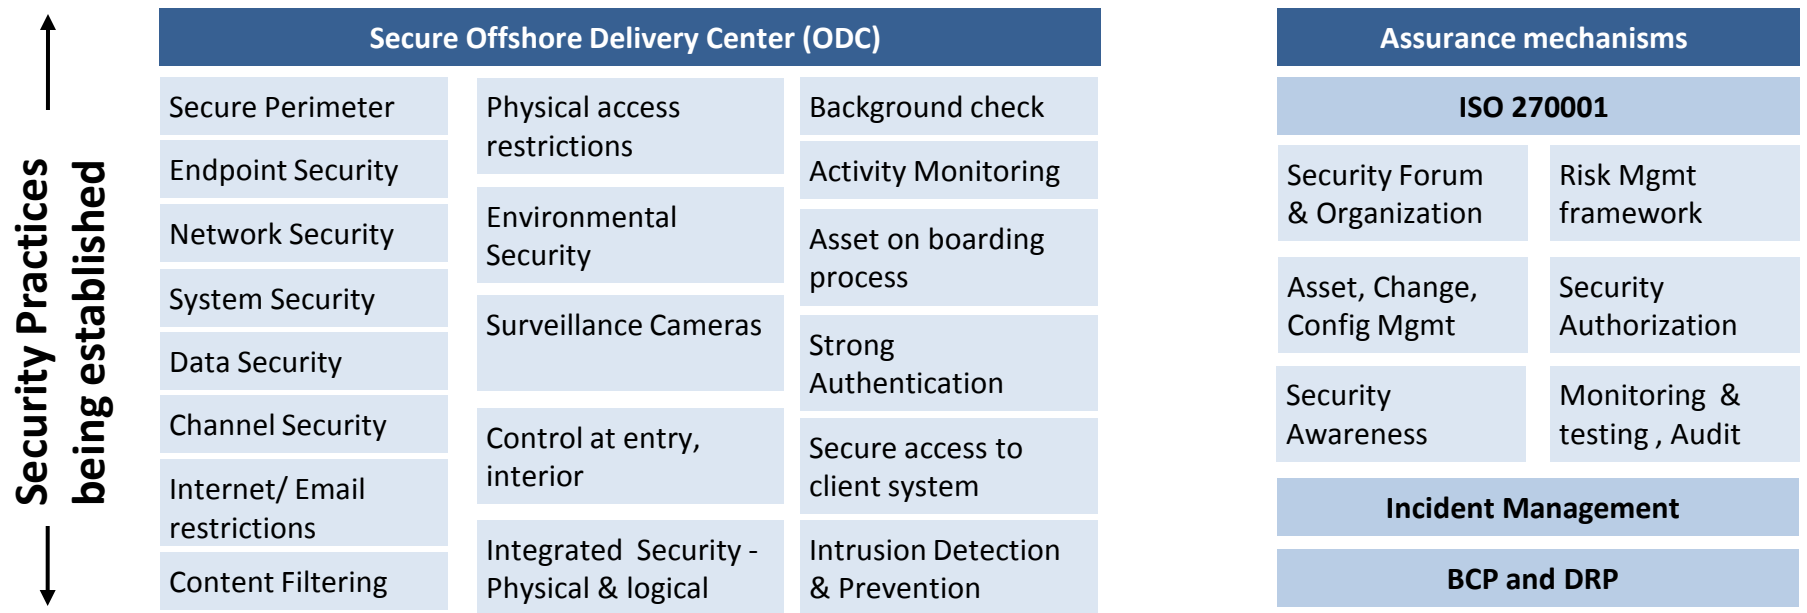 Security Practices
being established
Secure Offshore Delivery Center (ODC)
Secure Perimeter
Endpoint Security
Network Security
System Security
Data Security
Channel Security
Internet/ Email
restrictions
Content Filtering
Physical access
restrictions
Environmental
Security
Surveillance Cameras
Control at entry,
interior
Integrated  Security -
Physical & logical
Background check
Activity Monitoring
Asset on boarding
process
Strong
Authentication
Secure access to
client system
Intrusion Detection
& Prevention
Assurance mechanisms
ISO 270001
Security Forum
& Organization
Risk Mgmt
framework
Asset, Change,
Config Mgmt
Security
Authorization
Security
Awareness
Monitoring  &
testing , Audit
Incident Management
BCP and DRP